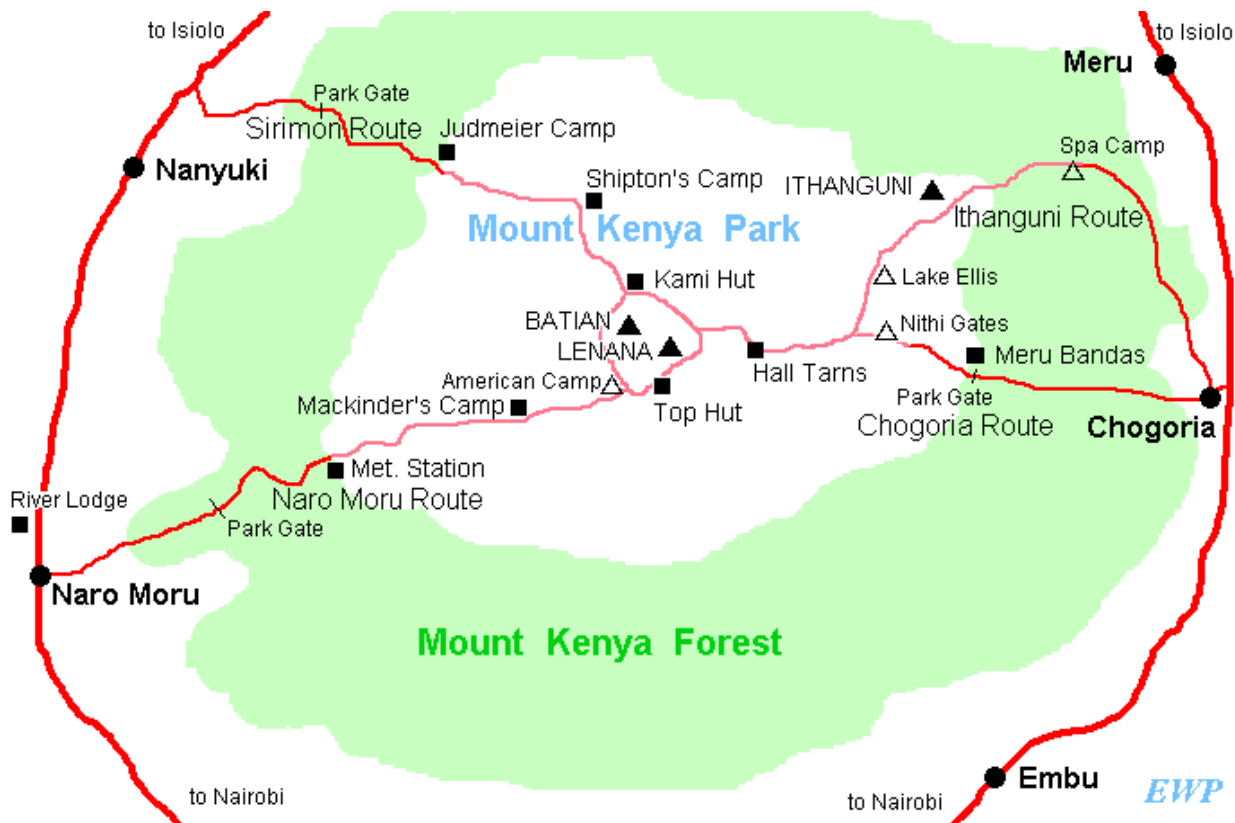 to Isiolo
to Isiolo
Meru
Park Gate
Sirimon Route
Judmeier Camp
Spa Camp
Nanyuki
Shipton's Camp
ITHANGUNI
Ithanguni Route
Mount Kenya Park
Kami Hut
Lake Ellis
BATIAN
Nithi Gates
LENANA
Meru Bandas
Hall Tarns
American Camp
Park Gate
Mackinder's Camp
Top Hut
Chogoria Route
Chogoria
Met. Station
Naro Moru Route
River Lodge
Park Gate
Naro Moru
Mount Kenya Forest
Embu
to Nairobi
to Nairobi
EWP